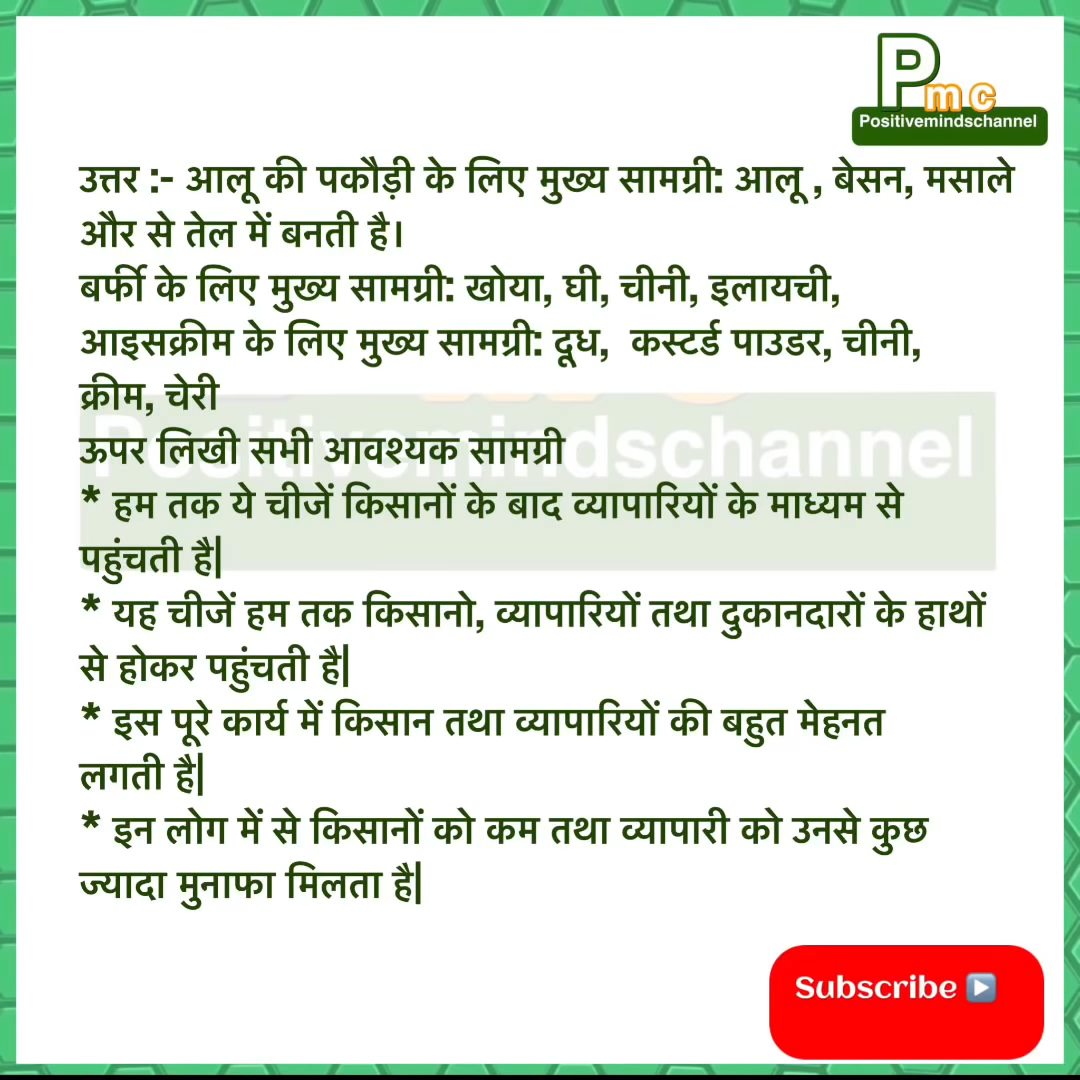 Pmc
Positivemindschannel
उत्तर :- आलू की पकौड़ी के लिए मुख्य सामग्री: आलू , बेसन, मसाले
और से तेल में बनती है।
बर्फी के लिए मुख्य सामग्री: खोया, घी, चीनी, इलायची,
आइसक्रीम के लिए मुख्य सामग्री: दूध, कस्टर्ड पाउडर, चीनी,
क्रीम, चेरी
Positivemindschannel
ऊपर लिखी सभी आवश्यक सामग्री
* हम तक ये चीजें किसानों के बाद व्यापारियों के माध्यम से
पहुंचती है|
* यह चीजें हम तक किसानो, व्यापारियों तथा दुकानदारों के हाथों
से होकर पहुंचती है|
* इस पूरे कार्य में किसान तथा व्यापारियों की बहुत मेहनत
लगती है|
* इन लोग में से किसानों को कम तथा व्यापारी को उनसे कुछ
ज्यादा मुनाफा मिलता है|
Subscribe